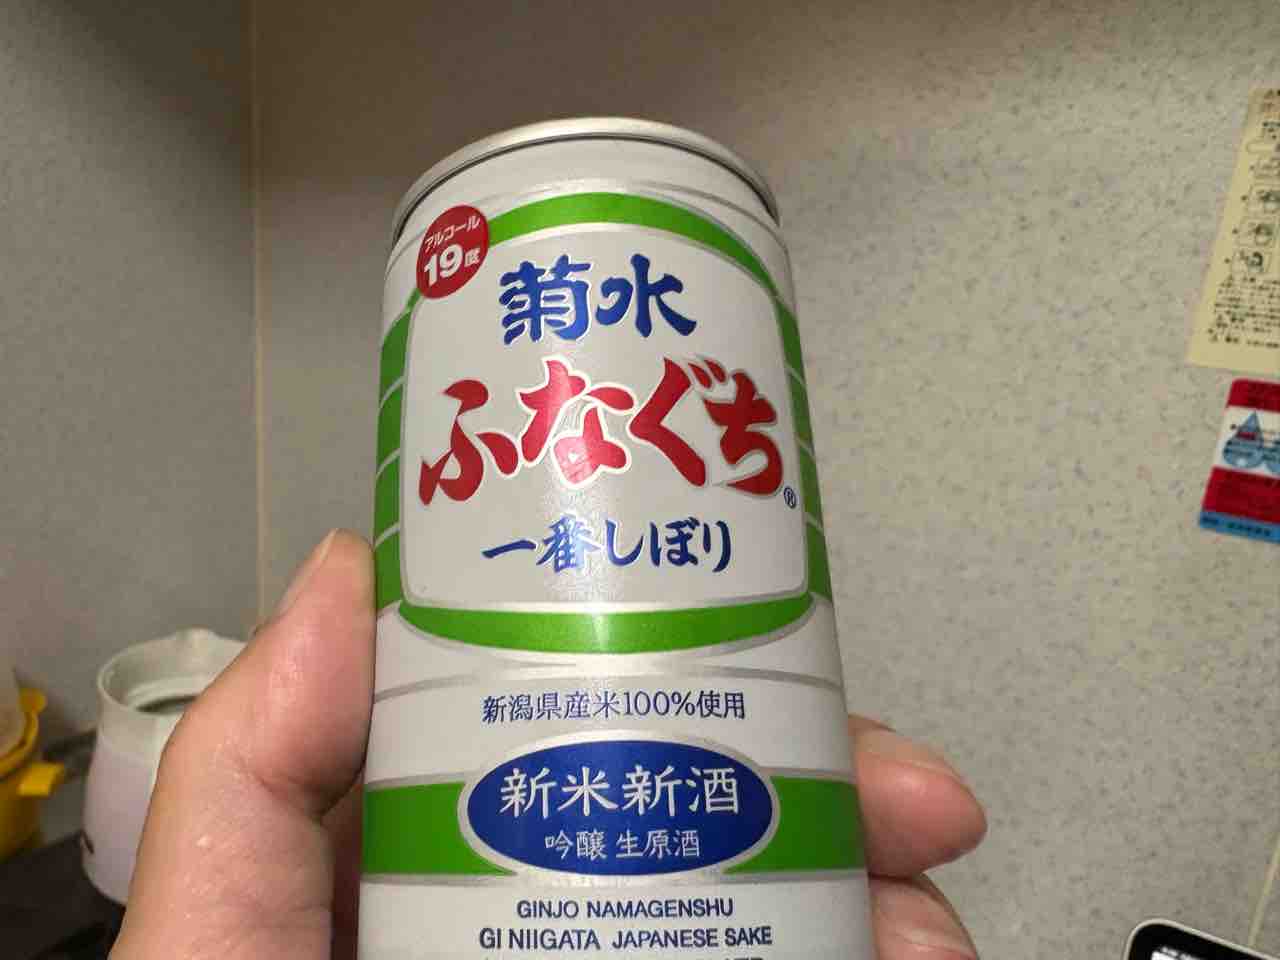 アルコール
19度
菊水
ふなぐち®
一番しぼり
新潟県産米100%使用
新米新酒
吟醸 生原酒
GINJO NAMAGENSHU
GI NIIGATA JAPANESE SAKE